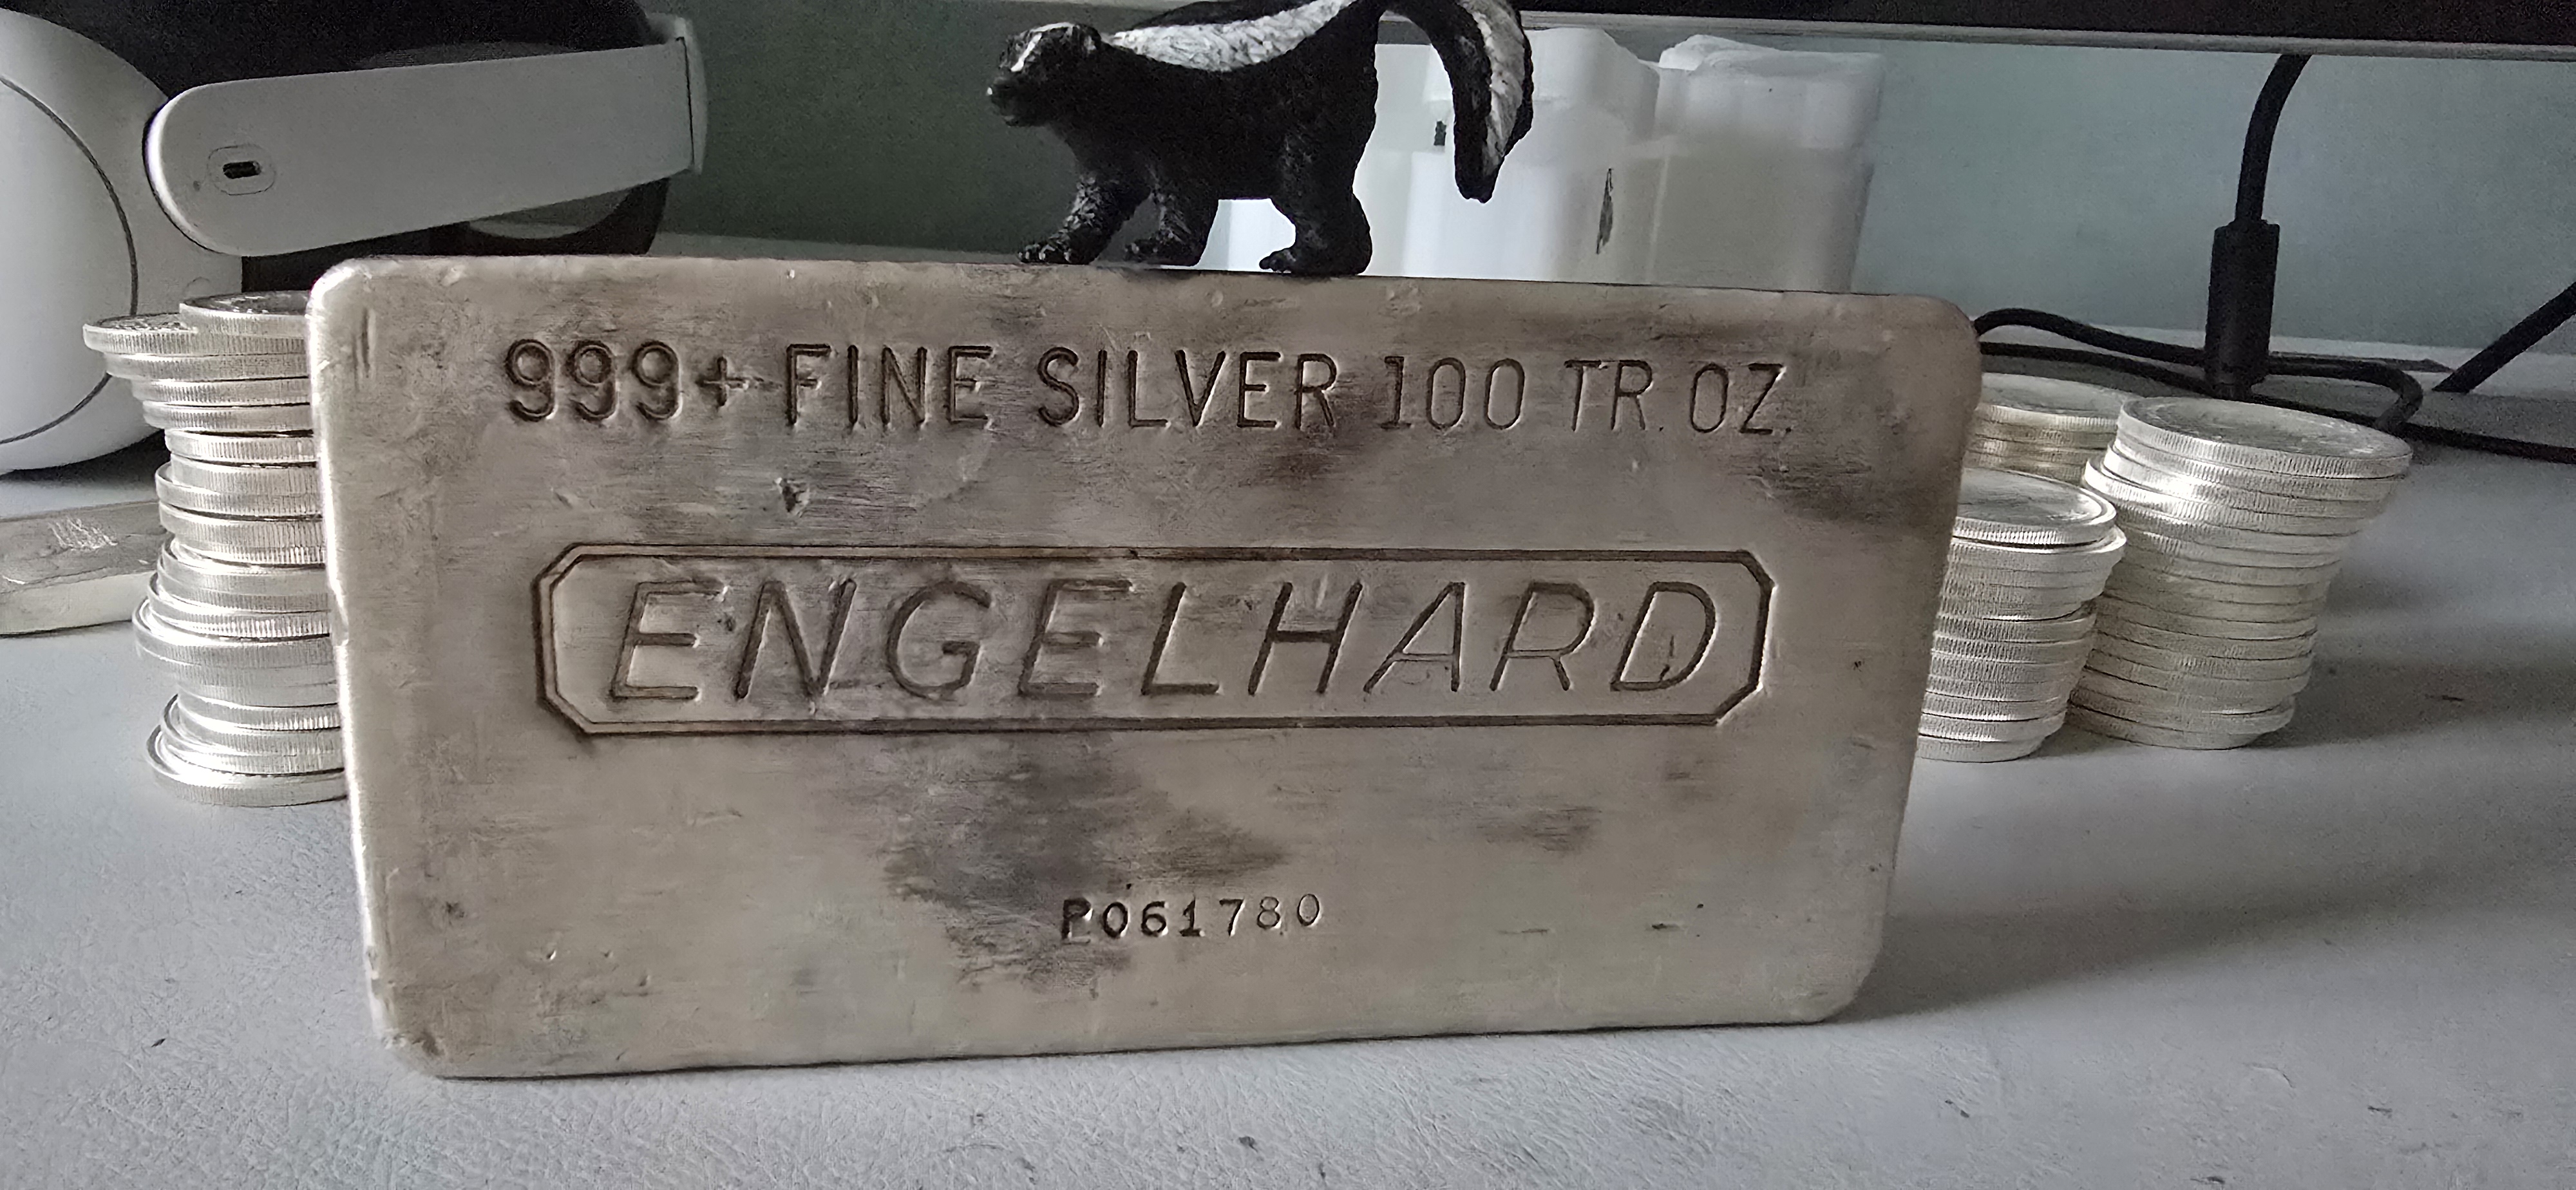 999+ FINE SILVER 100 TR. OZ.
ENGELHARD
P061780